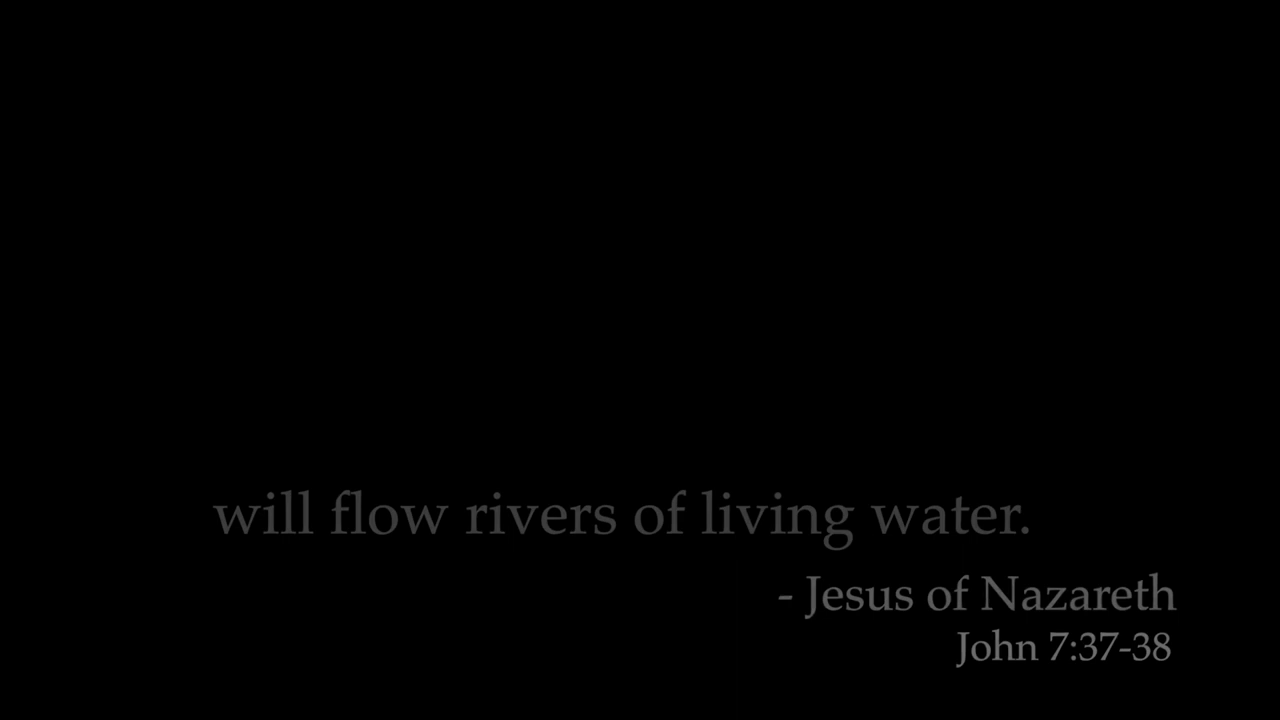 will flow rivers of living water.
- Jesus of Nazareth
John 7:37-38